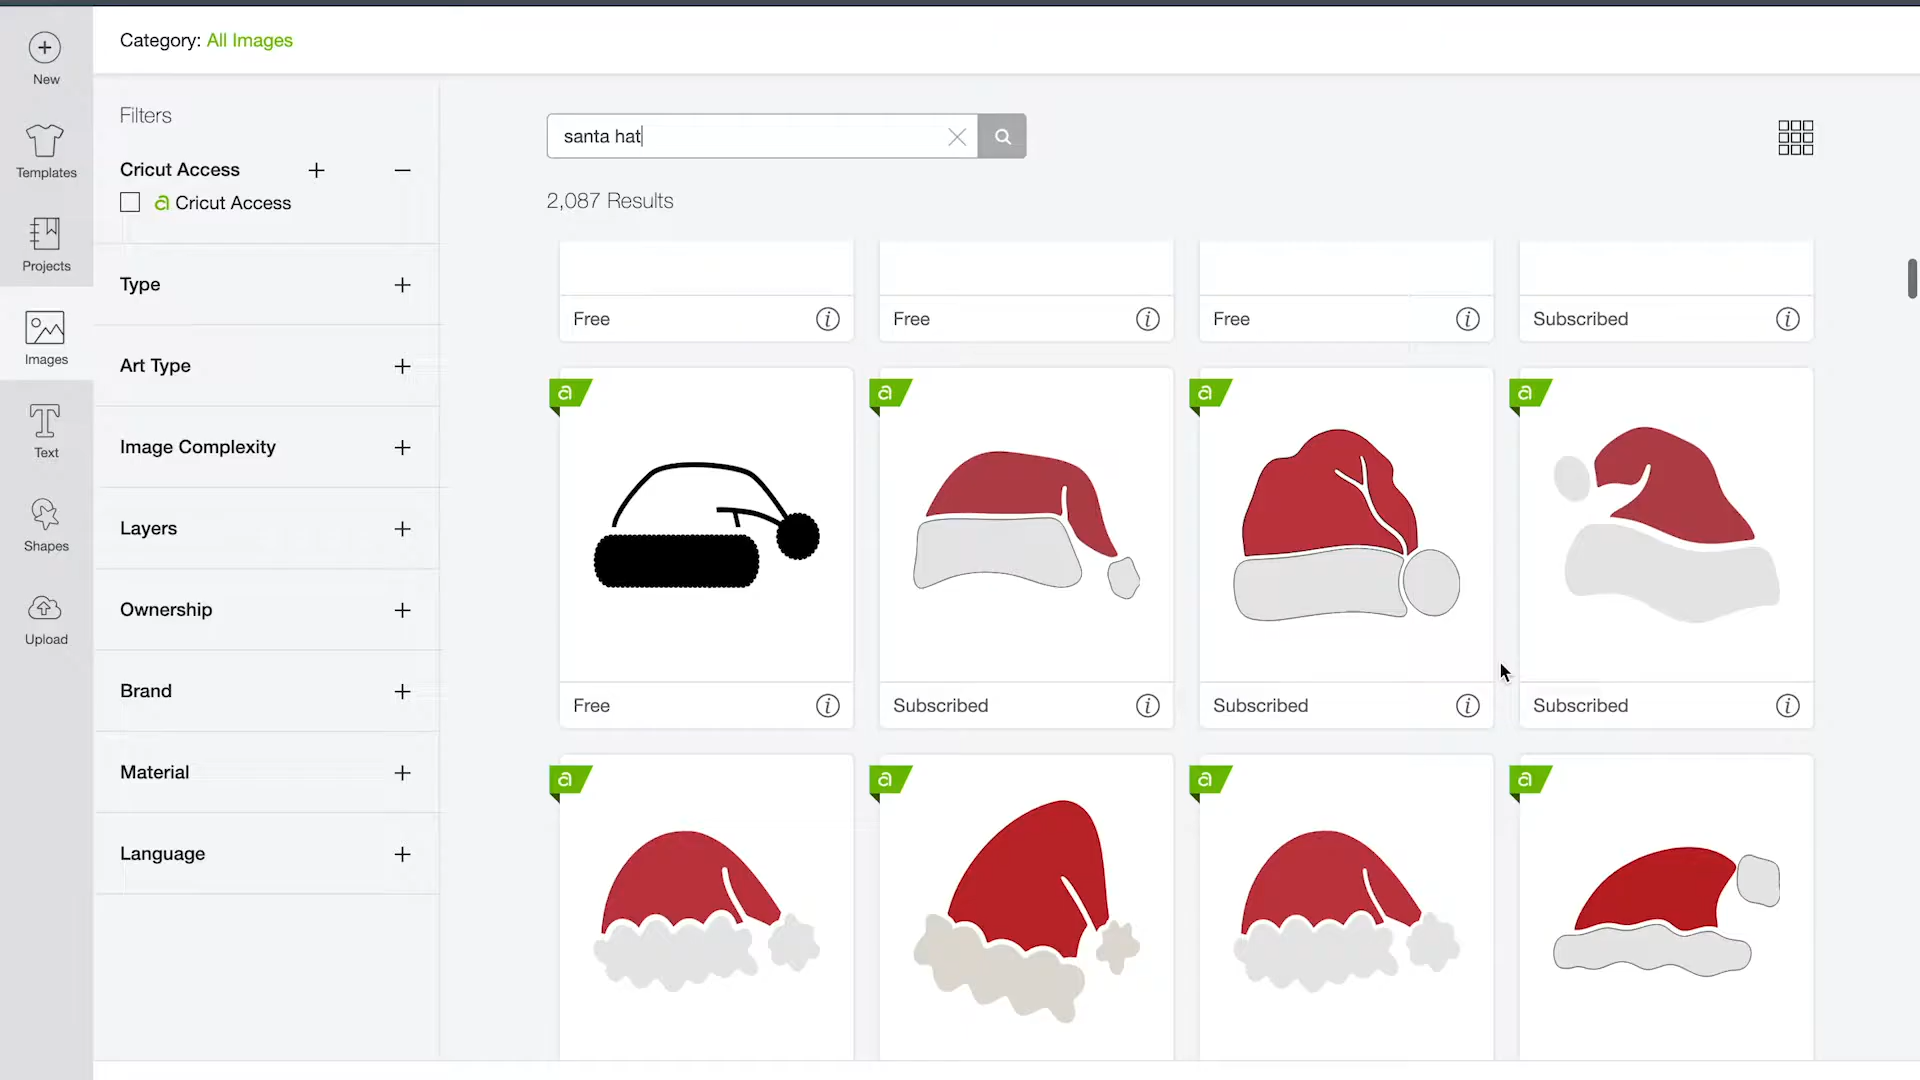 Category: All Images
New
Templates
Projects
Images
Text
Shapes
Upload
Filters
Cricut Access
a Cricut Access
Type
Art Type
Image Complexity
Layers
Ownership
Brand
Material
Language
santa hat
2,087 Results
Free
Free
Free
Subscribed
a
a
a
a
Free
Subscribed
Subscribed
Subscribed
a
a
a
a